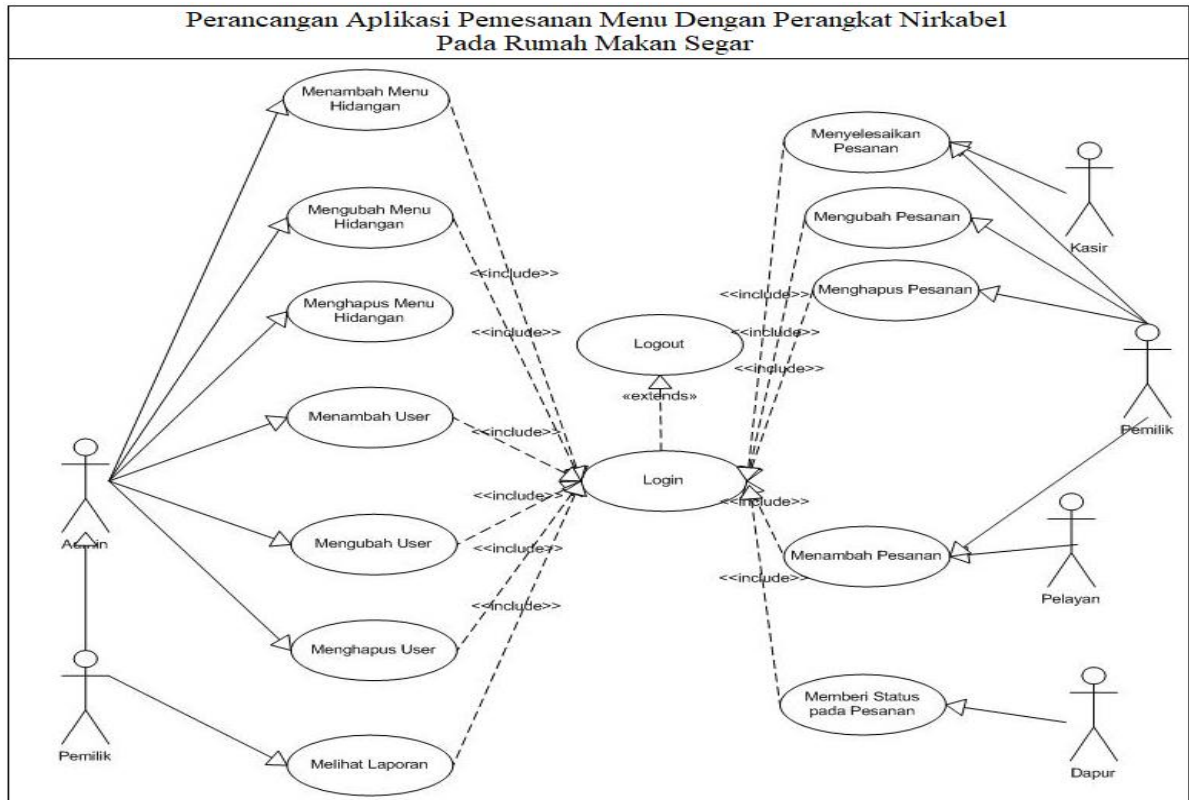 Perancangan Aplikasi Pemesanan Menu Dengan Perangkat Nirkabel
Pada Rumah Makan Segar
Menambah Menu
Hidangan
Mengubah Menu
Hidangan
<<include>>
Menghapus Menu
Hidangan
<<include>>
Menambah User
<<include>>
Admin
<<include>>
Mengubah User
<<include>>
<<include>>
Menghapus User
Pemilik
Melihat Laporan
Logout
«extends»
Login
Menyelesaikan
Pesanan
Kasir
Mengubah Pesanan
Menghapus Pesanan
<<include>>
<<include>>
<<include>>
Pemilik
<<include>>
Menambah Pesanan
<<include>>
Pelayan
Memberi Status
pada Pesanan
Dapur